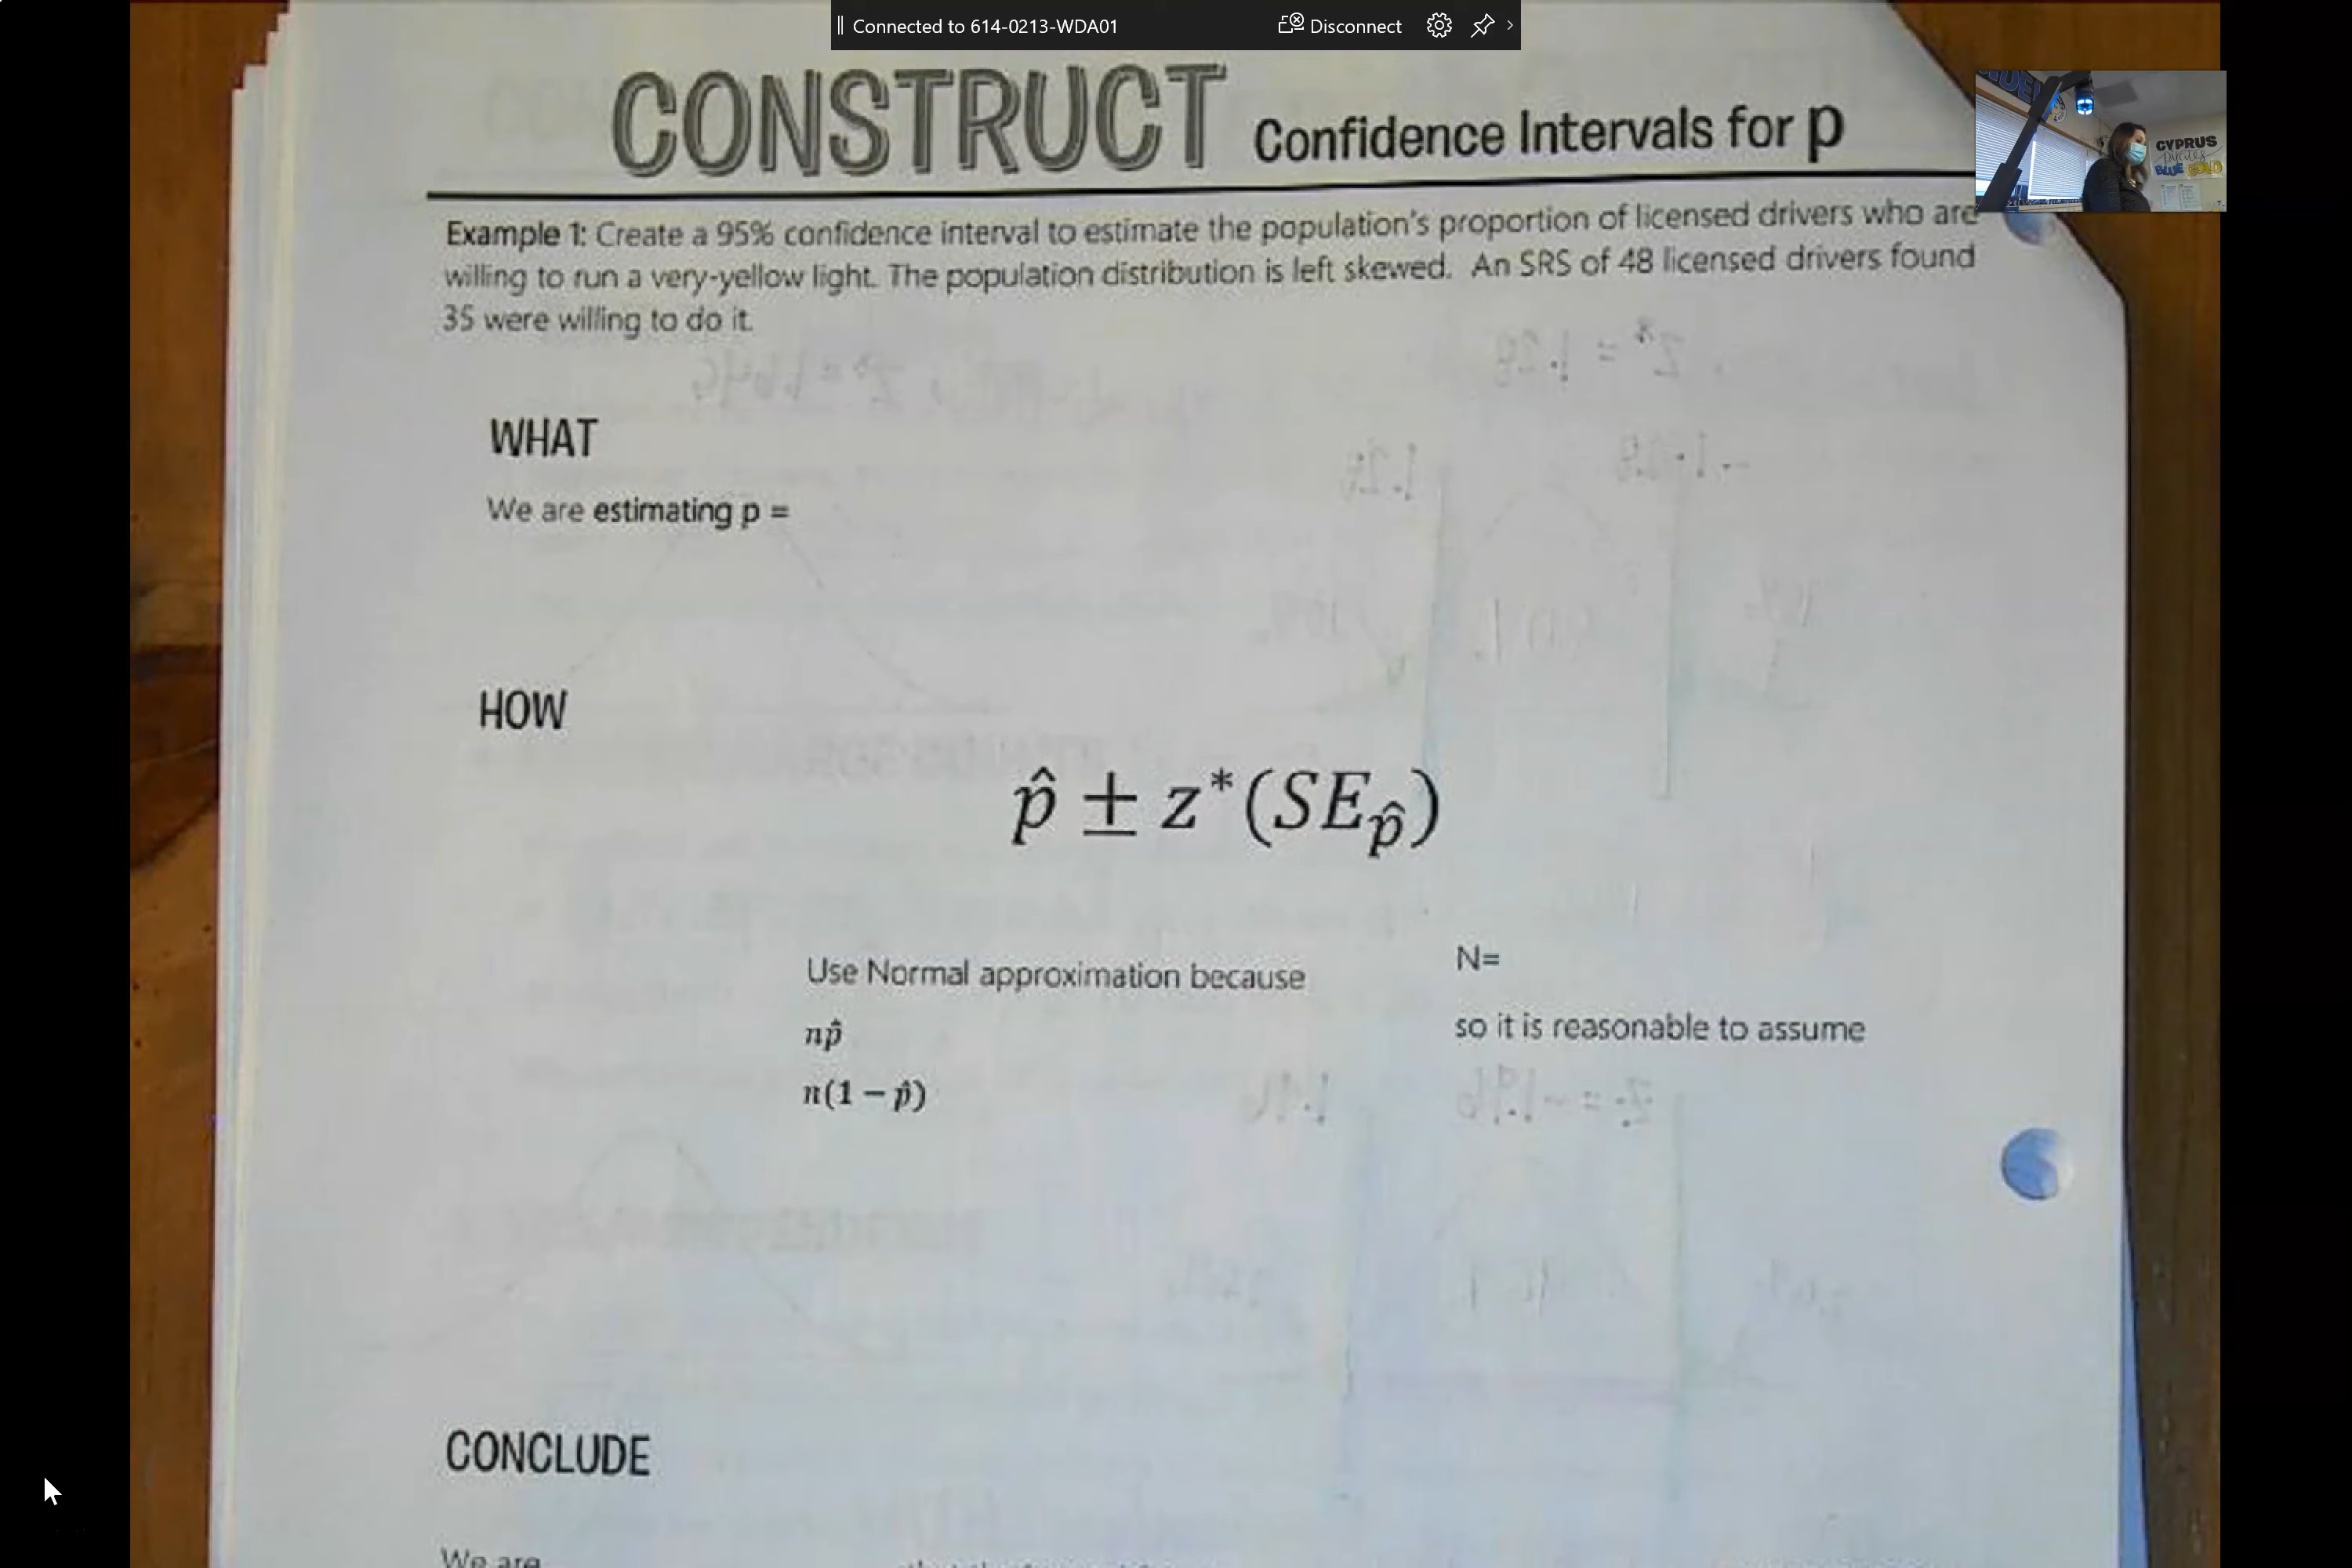 Connected to 614-0213-WDA01 Disconnect
CONSTRUCT Confidence Intervals for p
CYPRUS
Pirates
BLUE GOLD
Example 1: Create a 95% confidence interval to estimate the population's proportion of licensed drivers who are
willing to run a very-yellow light. The population distribution is left skewed. An SRS of 48 licensed drivers found
35 were willing to do it.
WHAT
We are estimating p =
HOW
p̂ ± z*(SE_p̂)
Use Normal approximation because
np̂
n(1 − p̂)
N=
so it is reasonable to assume
CONCLUDE
We are